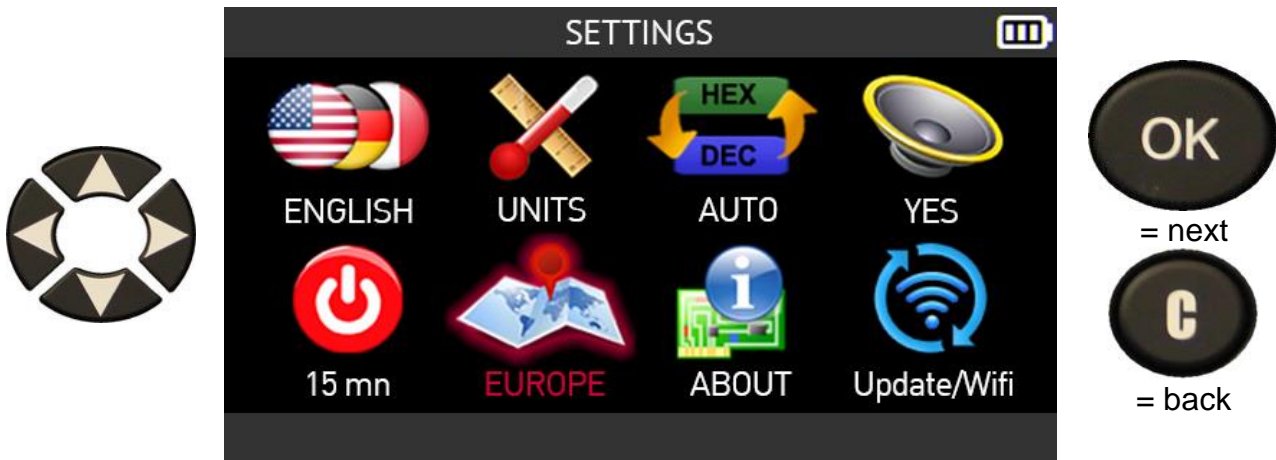 SETTINGS
HEX
DEC
ENGLISH UNITS AUTO YES
15 mn EUROPE ABOUT Update/Wifi
OK
= next
C
= back